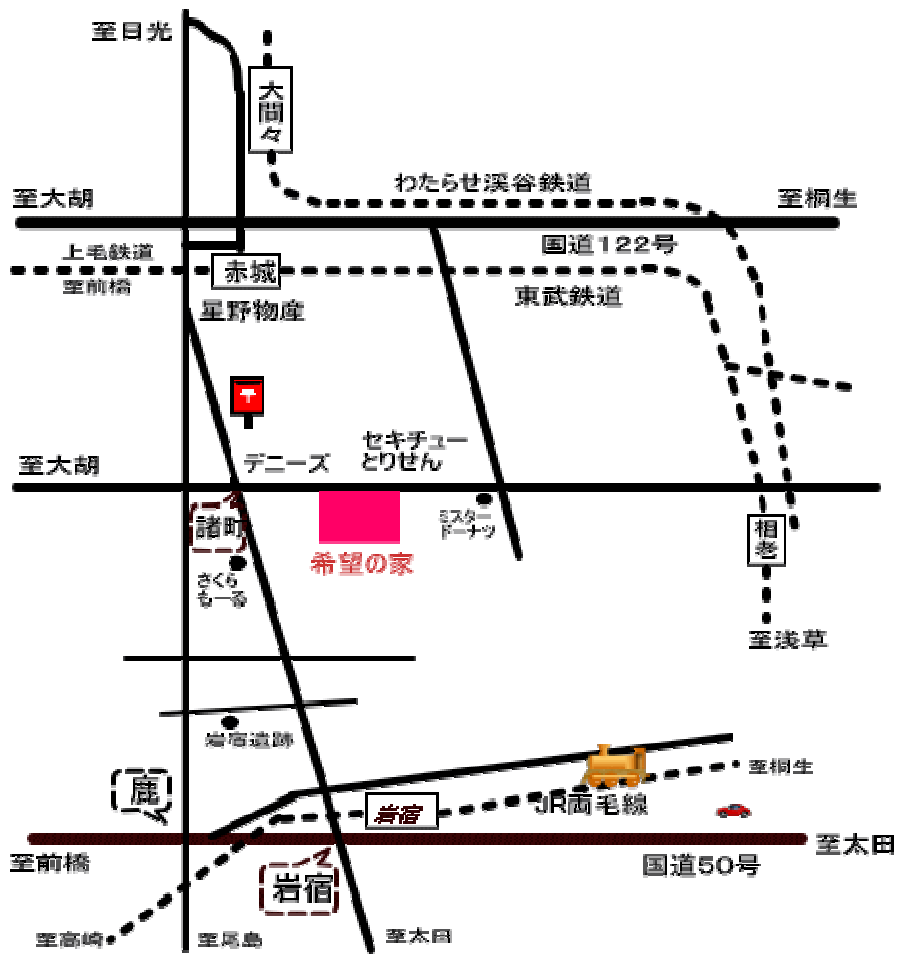 至日光
大間々
わたらせ渓谷鉄道
至大胡
至桐生
国道122号
上毛鉄道
赤城
至前橋
東武鉄道
星野物産
〒
セキチュー
とりせん
デニーズ
至大胡
諸町
ミスター
ドーナツ
相老
希望の家
さくら
もーる
至浅草
岩宿遺跡
鹿
至桐生
岩宿
JR両毛線
至太田
至前橋
国道50号
岩宿
至高崎
至尾島
至太田